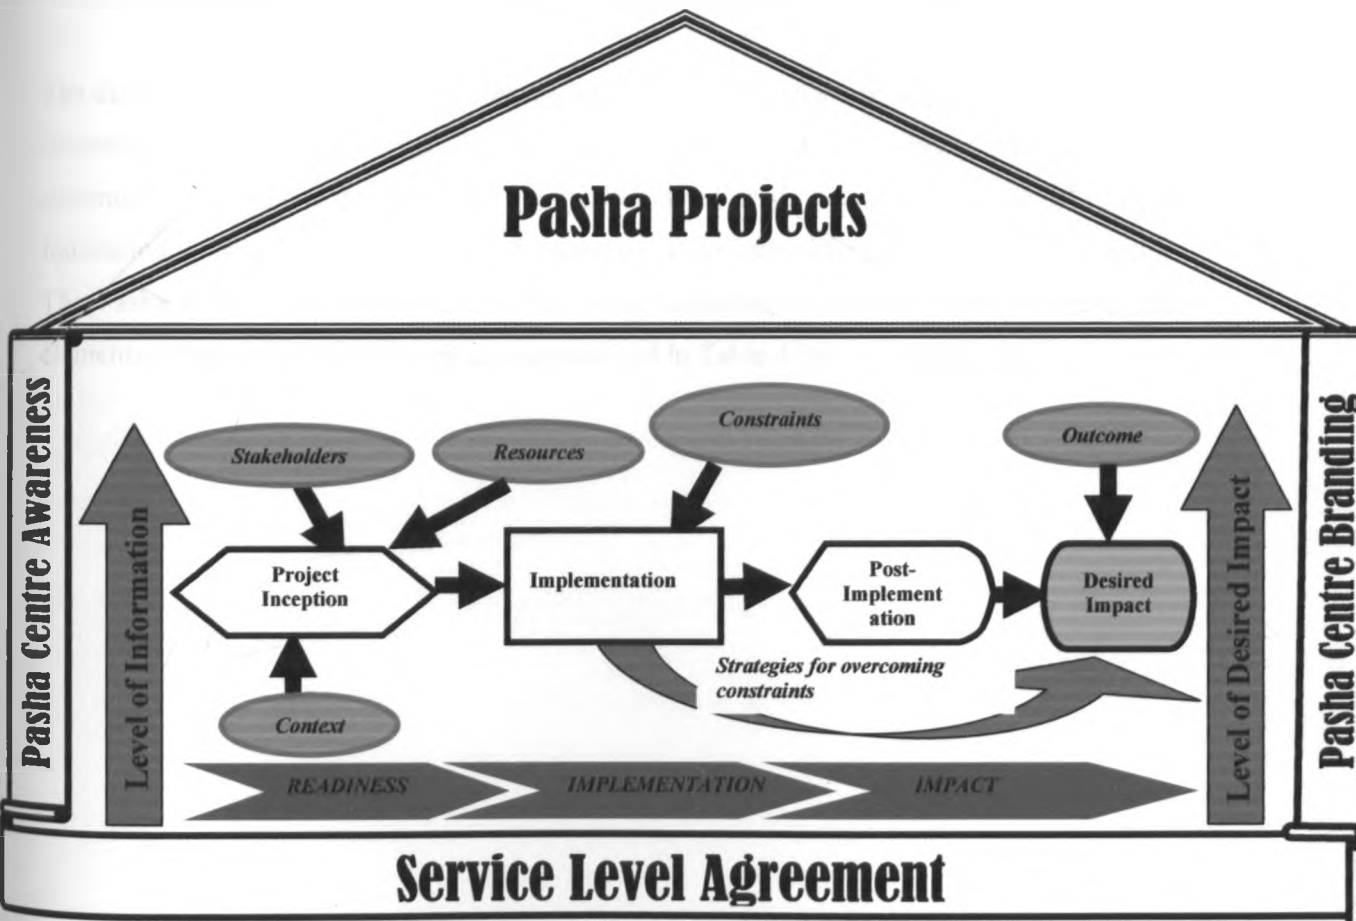 Pasha Projects
Pasha Centre Awareness
Level of Information
Stakeholders
Resources
Constraints
Outcome
Project
Inception
Implementation
Post-
Implement
ation
Desired
Impact
Strategies for overcoming
constraints
Context
READINESS
IMPLEMENTATION
IMPACT
Level of Desired Impact
Pasha Centre Branding
Service Level Agreement